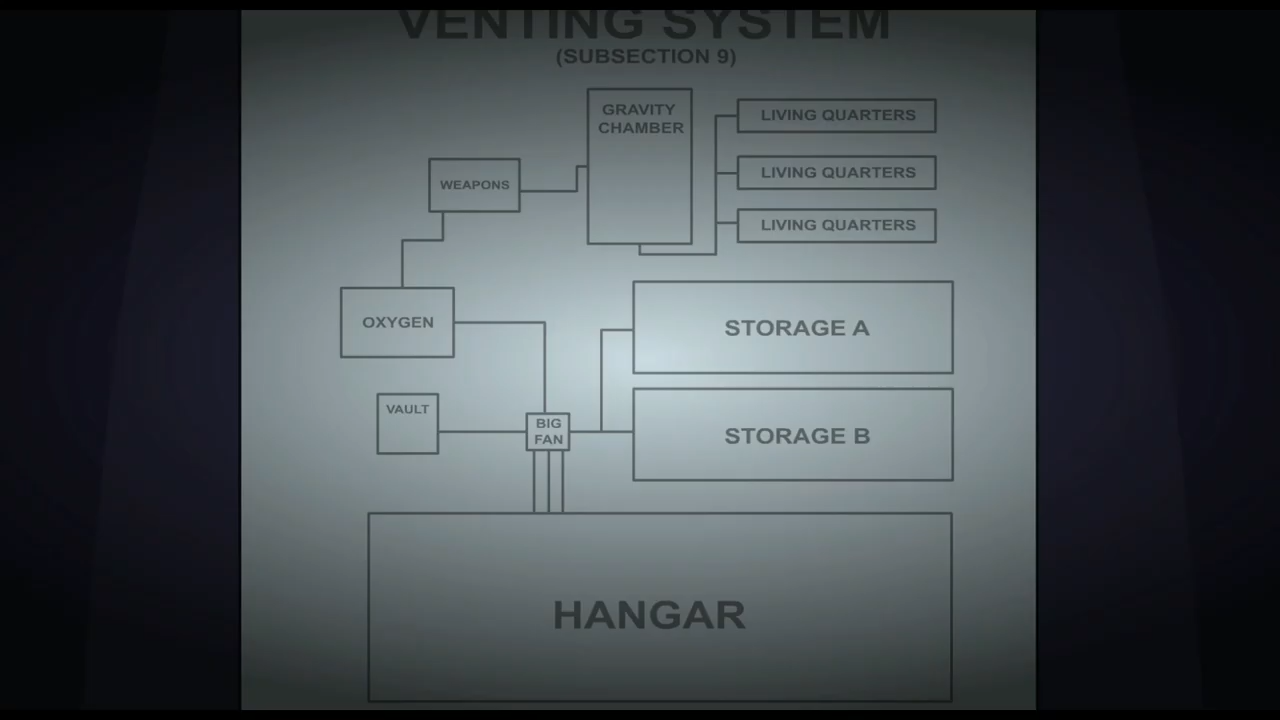 VENTING SYSTEM
(SUBSECTION 9)
GRAVITY
CHAMBER
LIVING QUARTERS
WEAPONS
LIVING QUARTERS
LIVING QUARTERS
OXYGEN
STORAGE A
VAULT
BIG
FAN
STORAGE B
HANGAR